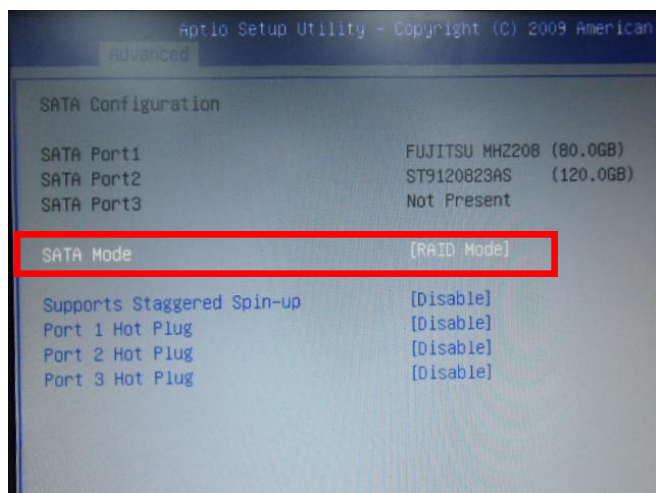 Aptio Setup Utility - Copyright (C) 2009 American
Advanced
SATA Configuration
SATA Port1 FUJITSU MHZ208 (80.0GB)
SATA Port2 ST9120823AS (120.0GB)
SATA Port3 Not Present
SATA Mode [RAID Mode]
Supports Staggered Spin-up [Disable]
Port 1 Hot Plug [Disable]
Port 2 Hot Plug [Disable]
Port 3 Hot Plug [Disable]